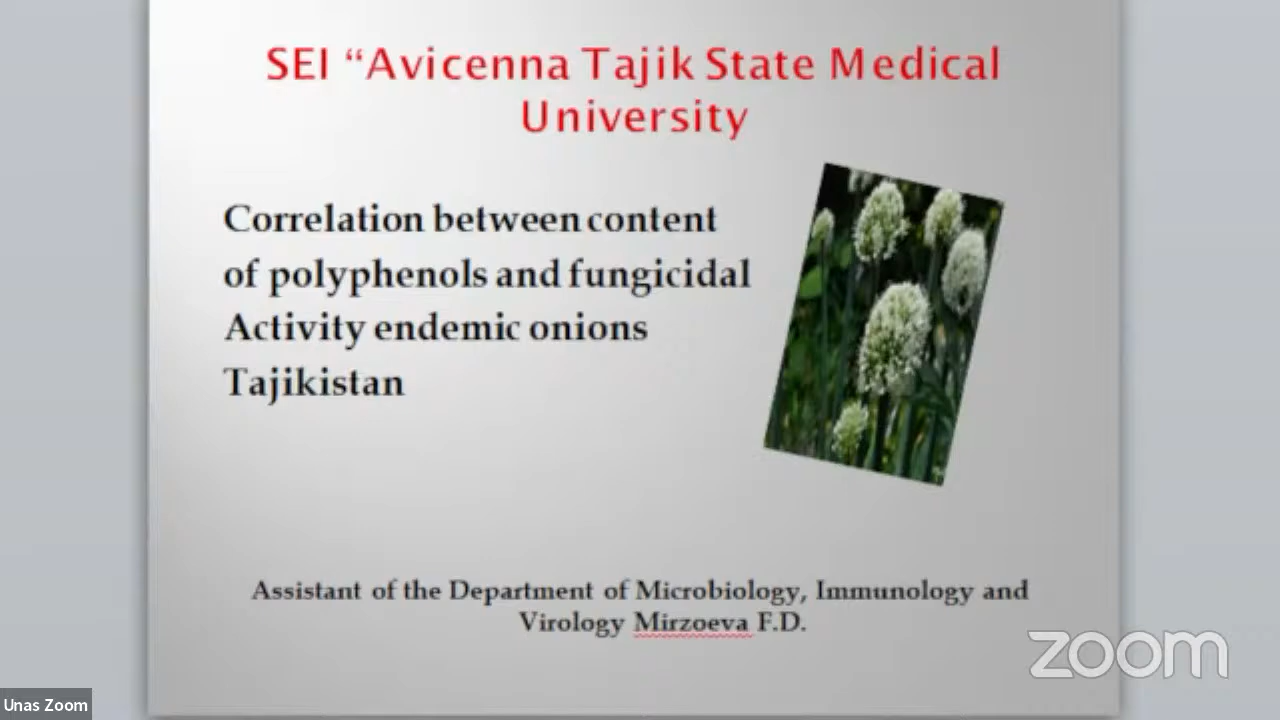 SEI “Avicenna Tajik State Medical
University
Correlation between content
of polyphenols and fungicidal
Activity endemic onions
Tajikistan
Assistant of the Department of Microbiology, Immunology and
Virology Mirzoeva F.D.
zoom
Unas Zoom